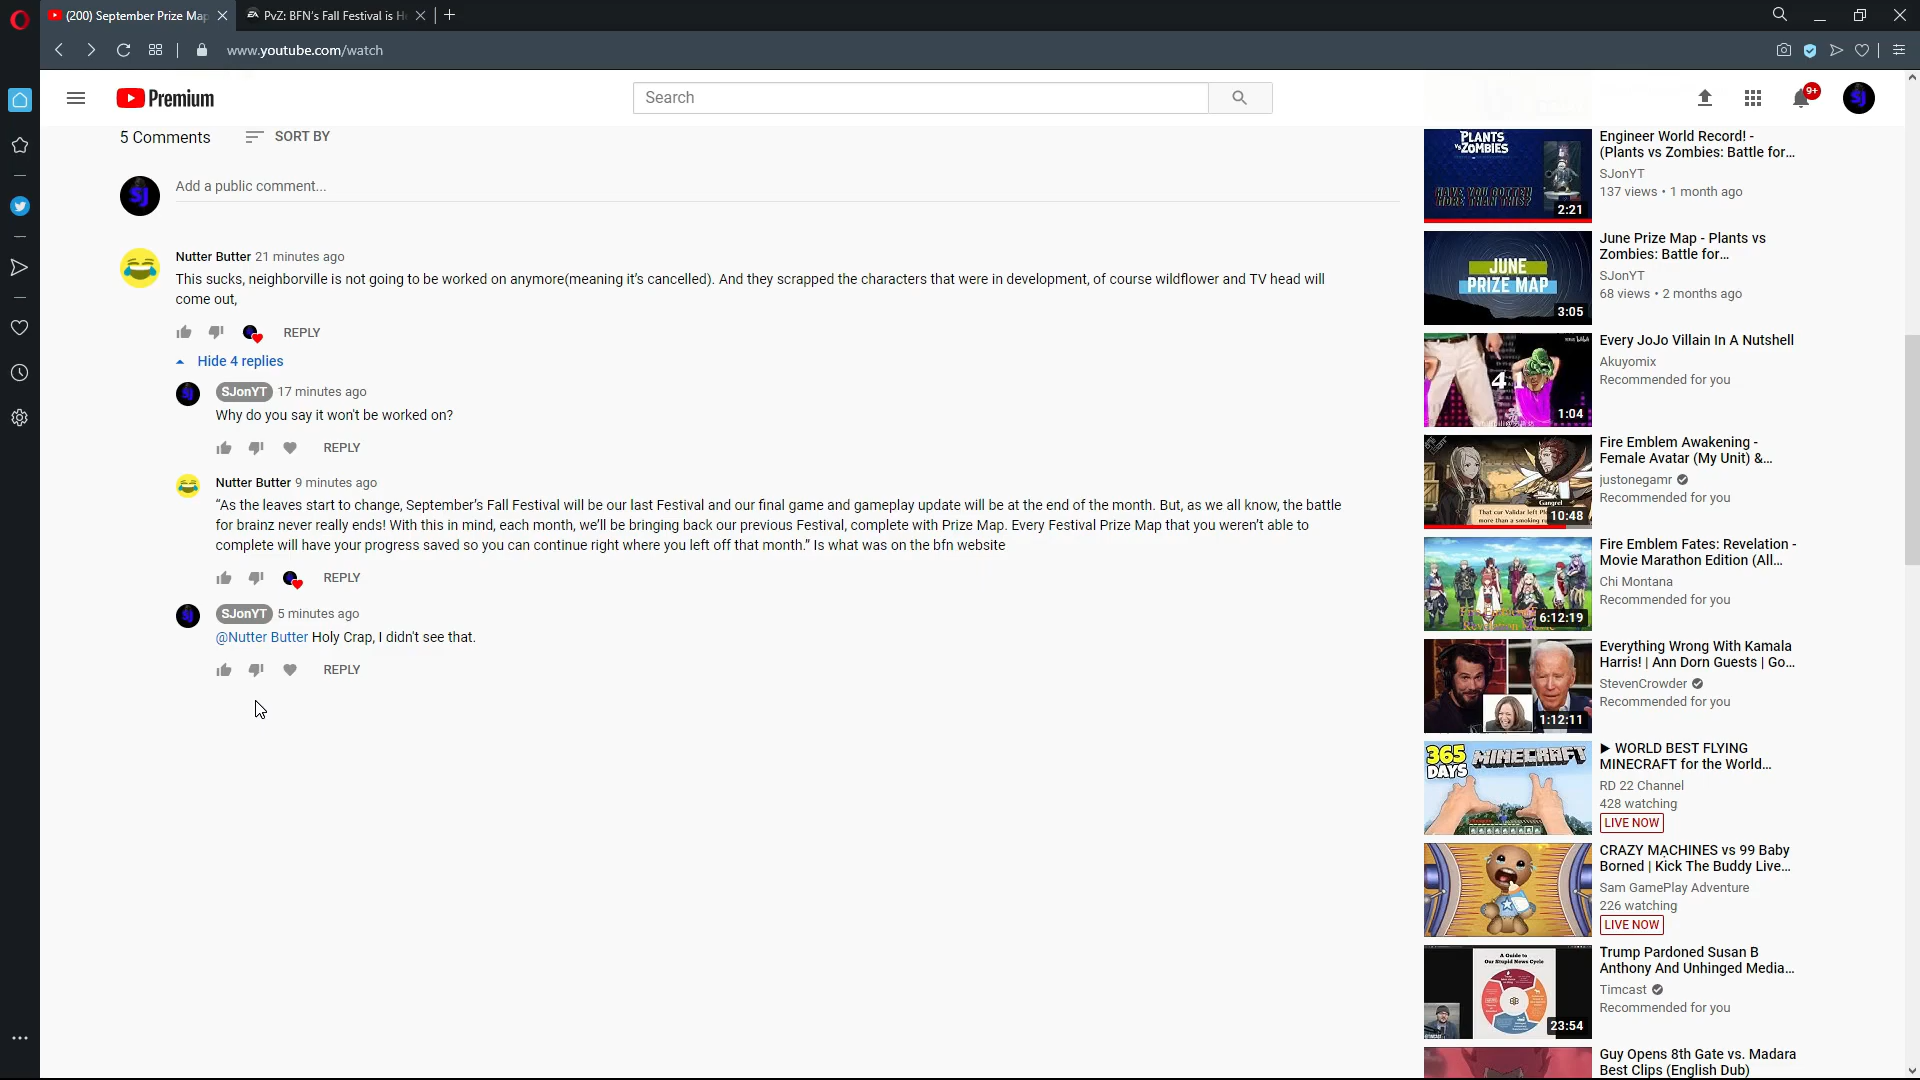 (200) September Prize Map
PvZ: BFN's Fall Festival is H
www.youtube.com/watch
Premium
Search
9+
SJ
5 Comments
SORT BY
SJ
Add a public comment...
Nutter Butter 21 minutes ago
This sucks, neighborville is not going to be worked on anymore(meaning it's cancelled). And they scrapped the characters that were in development, of course wildflower and TV head will
come out,
REPLY
Hide 4 replies
SJonYT 17 minutes ago
Why do you say it won't be worked on?
REPLY
Nutter Butter 9 minutes ago
“As the leaves start to change, September’s Fall Festival will be our last Festival and our final game and gameplay update will be at the end of the month. But, as we all know, the battle
for brainz never really ends! With this in mind, each month, we’ll be bringing back our previous Festival, complete with Prize Map. Every Festival Prize Map that you weren’t able to
complete will have your progress saved so you can continue right where you left off that month.” Is what was on the bfn website
REPLY
SJonYT 5 minutes ago
@Nutter Butter Holy Crap, I didn't see that.
REPLY
PLANTS
VS ZOMBIES
HAVE YOU GOTTEN
MORE THAN THIS?
2:21
Engineer World Record! -
(Plants vs Zombies: Battle for...
SJonYT
137 views • 1 month ago
JUNE
PRIZE MAP
3:05
June Prize Map - Plants vs
Zombies: Battle for...
SJonYT
68 views • 2 months ago
1:04
Every JoJo Villain In A Nutshell
Akuyomix
Recommended for you
Gangrel
10:48
Fire Emblem Awakening -
Female Avatar (My Unit) &...
justonegamr
Recommended for you
6:12:19
Fire Emblem Fates: Revelation -
Movie Marathon Edition (All...
Chi Montana
Recommended for you
1:12:11
Everything Wrong With Kamala
Harris! | Ann Dorn Guests | Go...
StevenCrowder
Recommended for you
365
DAYS
MINECRAFT
▶ WORLD BEST FLYING
MINECRAFT for the World...
RD 22 Channel
428 watching
LIVE NOW
CRAZY MACHINES vs 99 Baby
Borned | Kick The Buddy Live...
Sam GamePlay Adventure
226 watching
LIVE NOW
A Guide to
Our Stupid News Cycle
23:54
Trump Pardoned Susan B
Anthony And Unhinged Media...
Timcast
Recommended for you
Guy Opens 8th Gate vs. Madara
Best Clips (English Dub)